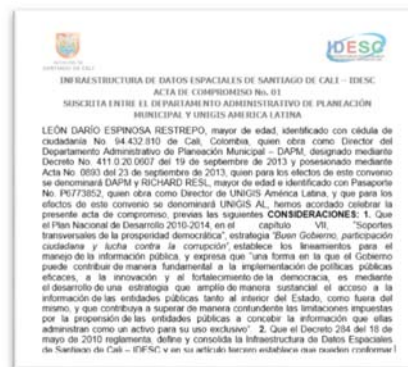 SANTIAGO DE CALI
IDESC
INFRAESTRUCTURA DE DATOS ESPACIALES DE SANTIAGO DE CALI – IDESC
ACTA DE COMPROMISO No. 01
SUSCRITA ENTRE EL DEPARTAMENTO ADMINISTRATIVO DE PLANEACIÓN
MUNICIPAL Y UNIGIS AMERICA LATINA
LEÓN DARÍO ESPINOSA RESTREPO, mayor de edad, identificado con cédula de
ciudadanía No. 94.432.810 de Cali, Colombia, quien obra como Director del
Departamento Administrativo de Planeación Municipal – DAPM, designado mediante
Decreto No. 411.0.20.0607 del 19 de septiembre de 2013 y posesionado mediante
Acta No. 0893 del 23 de septiembre de 2013, quien para los efectos de este convenio
se denominará DAPM y RICHARD RESL, mayor de edad e identificado con Pasaporte
No. P6773852, quien obra como Director de UNIGIS América Latina, y que para los
efectos de este convenio se denominará UNIGIS AL, hemos acordado celebrar la
presente acta de compromiso, previas las siguientes CONSIDERACIONES: 1. Que
el Plan Nacional de Desarrollo 2010-2014, en el capítulo VII, "Soportes
transversales de la prosperidad democrática", estrategia "Buen Gobierno, participación
ciudadana y lucha contra la corrupción", establece los lineamientos para el
manejo de la información pública, y expresa que "una forma en la que el Gobierno
puede contribuir de manera fundamental a la implementación de políticas públicas
eficaces, a la innovación y al fortalecimiento de la democracia, es mediante
el desarrollo de una estrategia que amplíe de manera sustancial el acceso a la
información de las entidades públicas tanto al interior del Estado, como fuera del
mismo, y que contribuya a superar de manera contundente las limitaciones impuestas
por la propensión de las entidades públicas a concebir la información que ellas
administran como un activo para su uso exclusivo". 2. Que el Decreto 284 del 18 de
mayo de 2010 reglamenta, define y consolida la Infraestructura de Datos Espaciales
de Santiago de Cali – IDESC y en su artículo tercero establece que pueden conformar